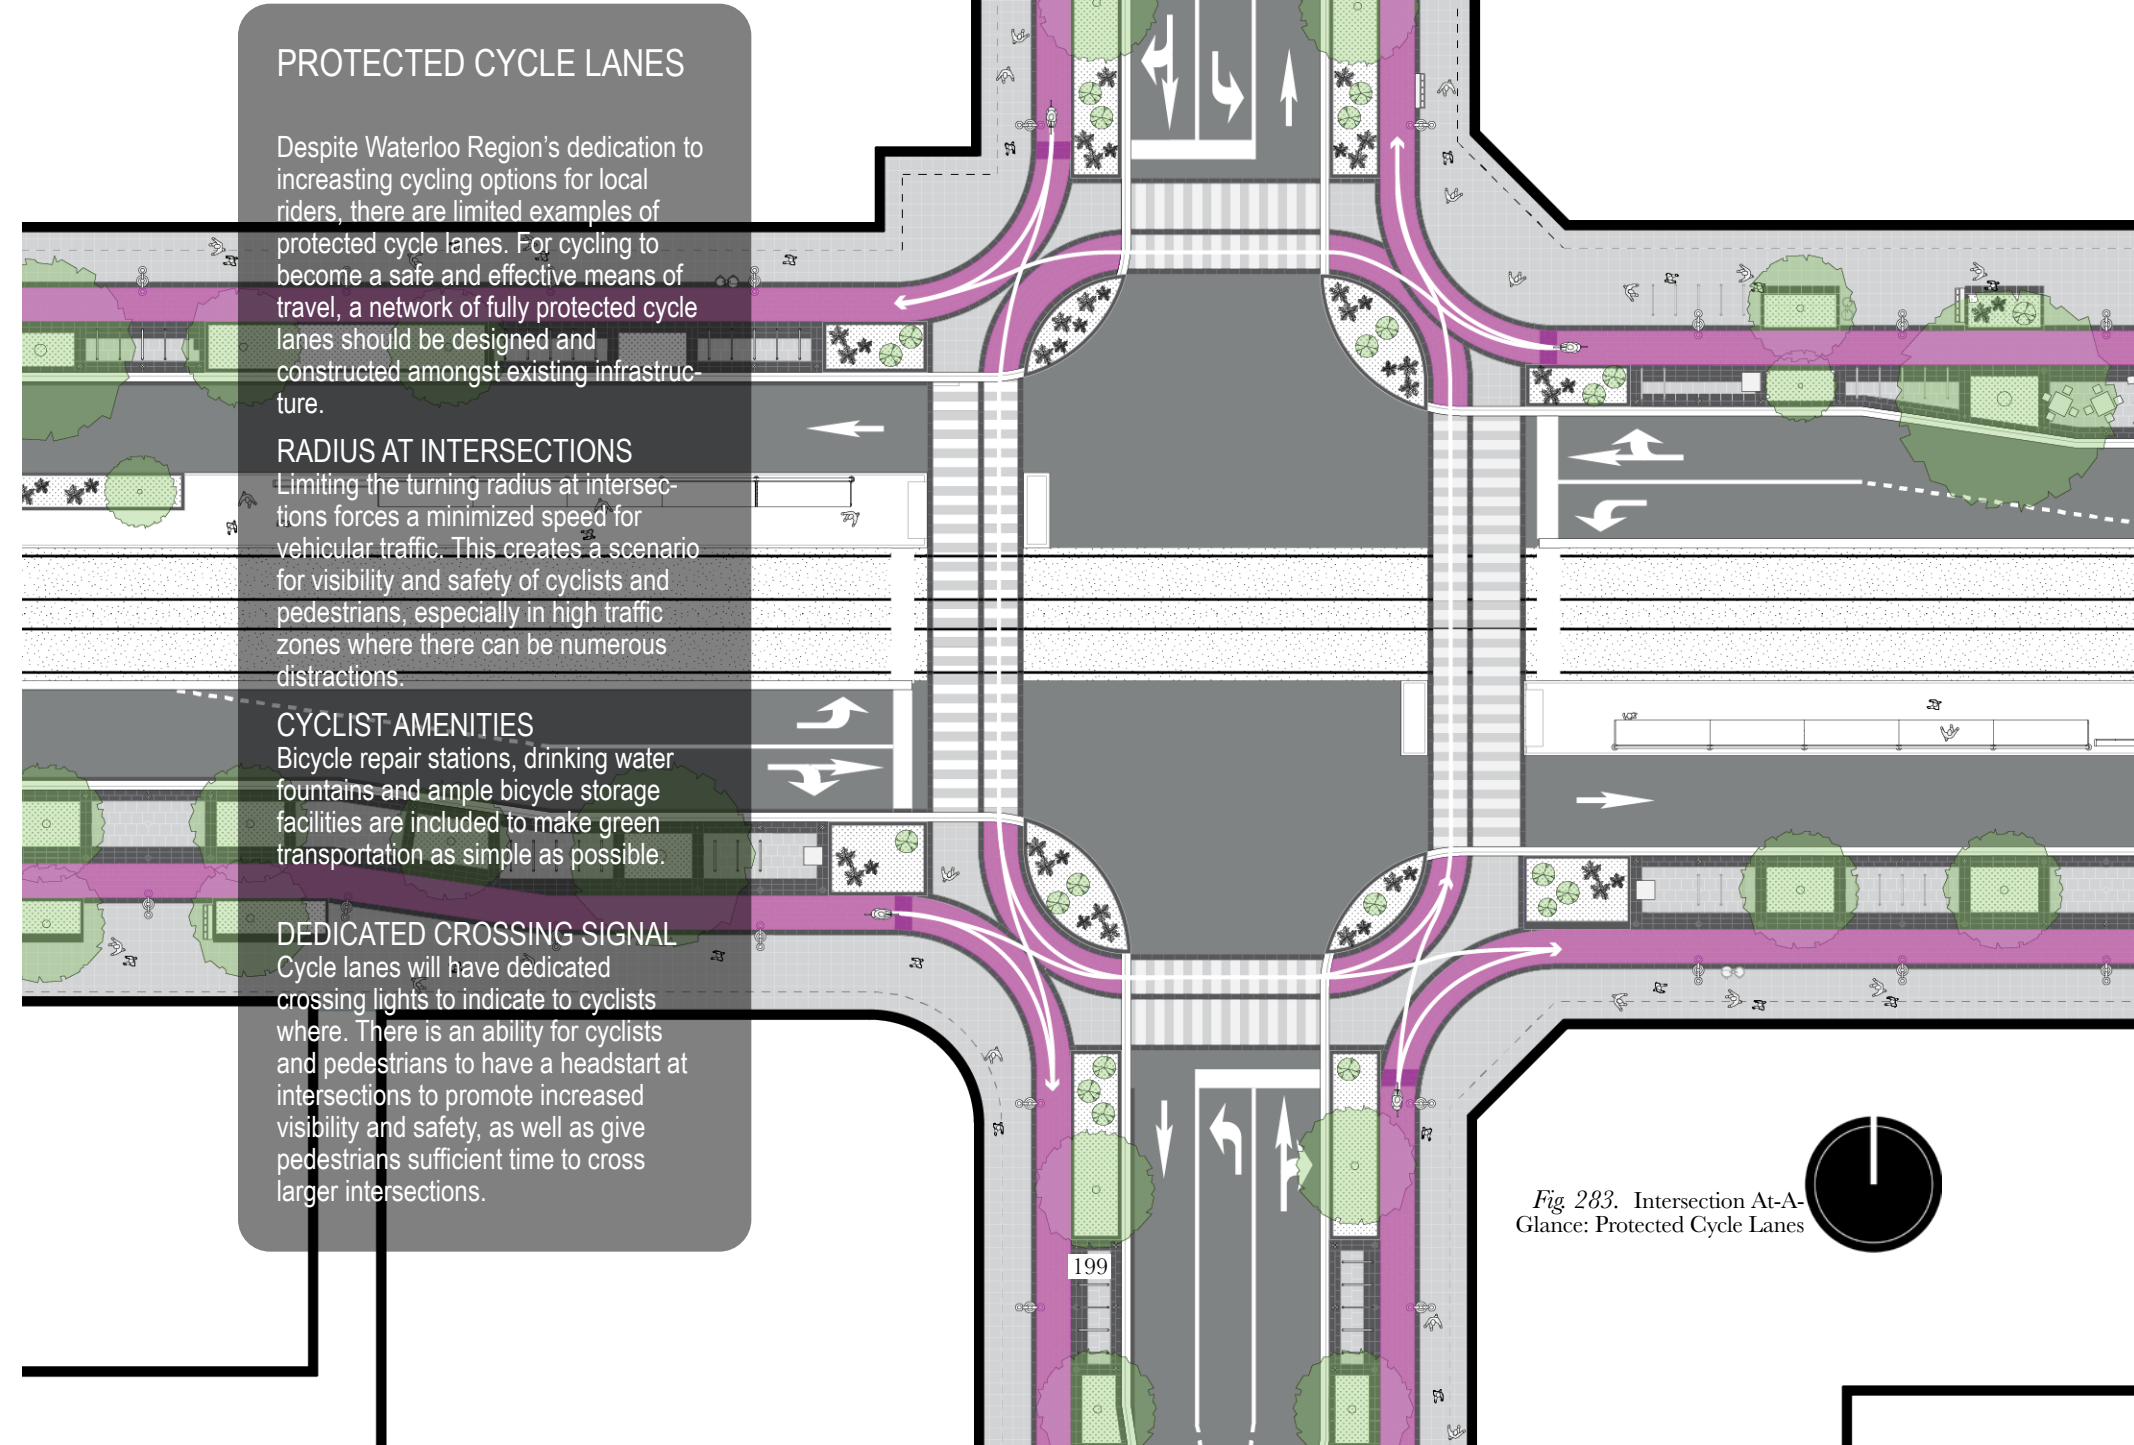 PROTECTED CYCLE LANES
Despite Waterloo Region’s dedication to
increasting cycling options for local
riders, there are limited examples of
protected cycle lanes. For cycling to
become a safe and effective means of
travel, a network of fully protected cycle
lanes should be designed and
constructed amongst existing infrastruc-
ture.
RADIUS AT INTERSECTIONS
Limiting the turning radius at intersec-
tions forces a minimized speed for
vehicular traffic. This creates a scenario
for visibility and safety of cyclists and
pedestrians, especially in high traffic
zones where there can be numerous
distractions.
CYCLIST AMENITIES
Bicycle repair stations, drinking water
fountains and ample bicycle storage
facilities are included to make green
transportation as simple as possible.
DEDICATED CROSSING SIGNAL
Cycle lanes will have dedicated
crossing lights to indicate to cyclists
where. There is an ability for cyclists
and pedestrians to have a headstart at
intersections to promote increased
visibility and safety, as well as give
pedestrians sufficient time to cross
larger intersections.
Fig. 283. Intersection At-A-
Glance: Protected Cycle Lanes
199